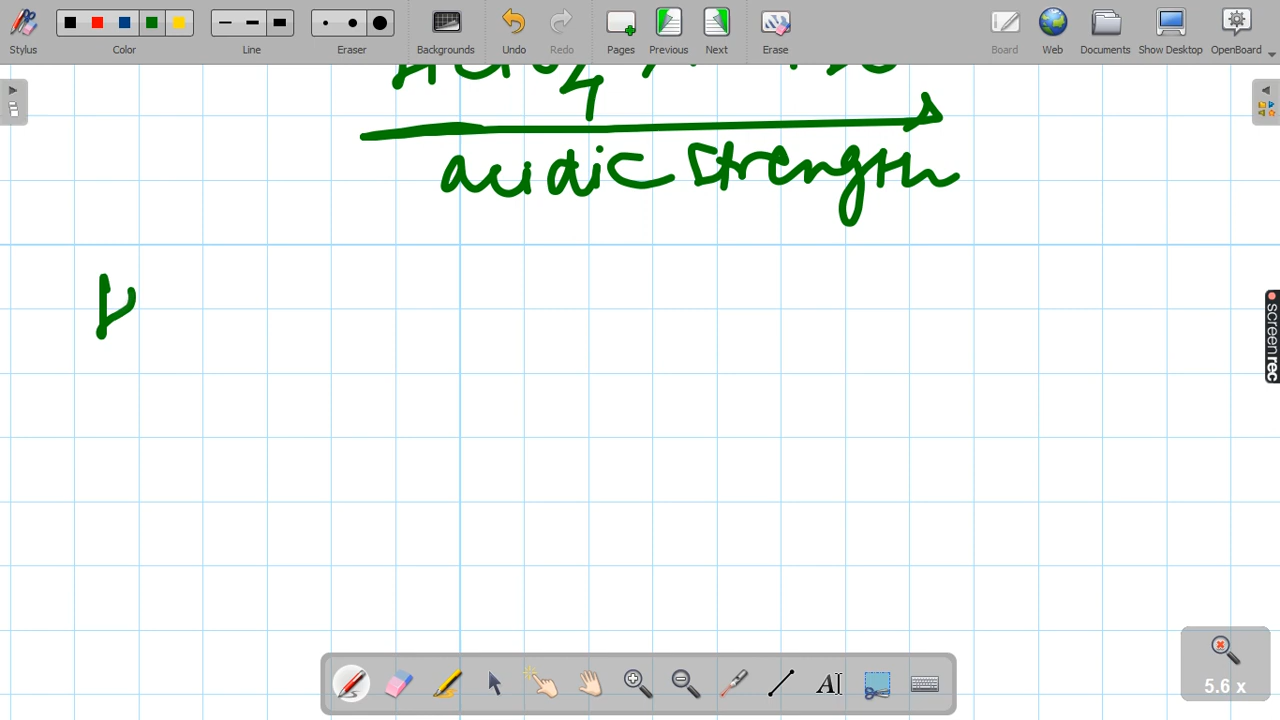 Stylus Color Line Eraser Backgrounds Undo Redo Pages Previous Next Erase Board Web Documents Show Desktop OpenBoard
acidic strength
screenrec
5.6 x